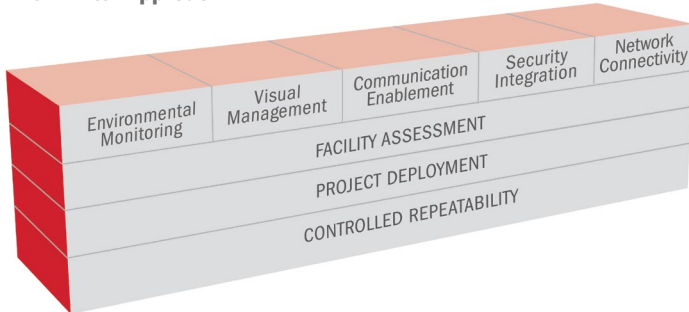 Environmental
Monitoring
Visual
Management
Communication
Enablement
Security
Integration
Network
Connectivity
FACILITY ASSESSMENT
PROJECT DEPLOYMENT
CONTROLLED REPEATABILITY